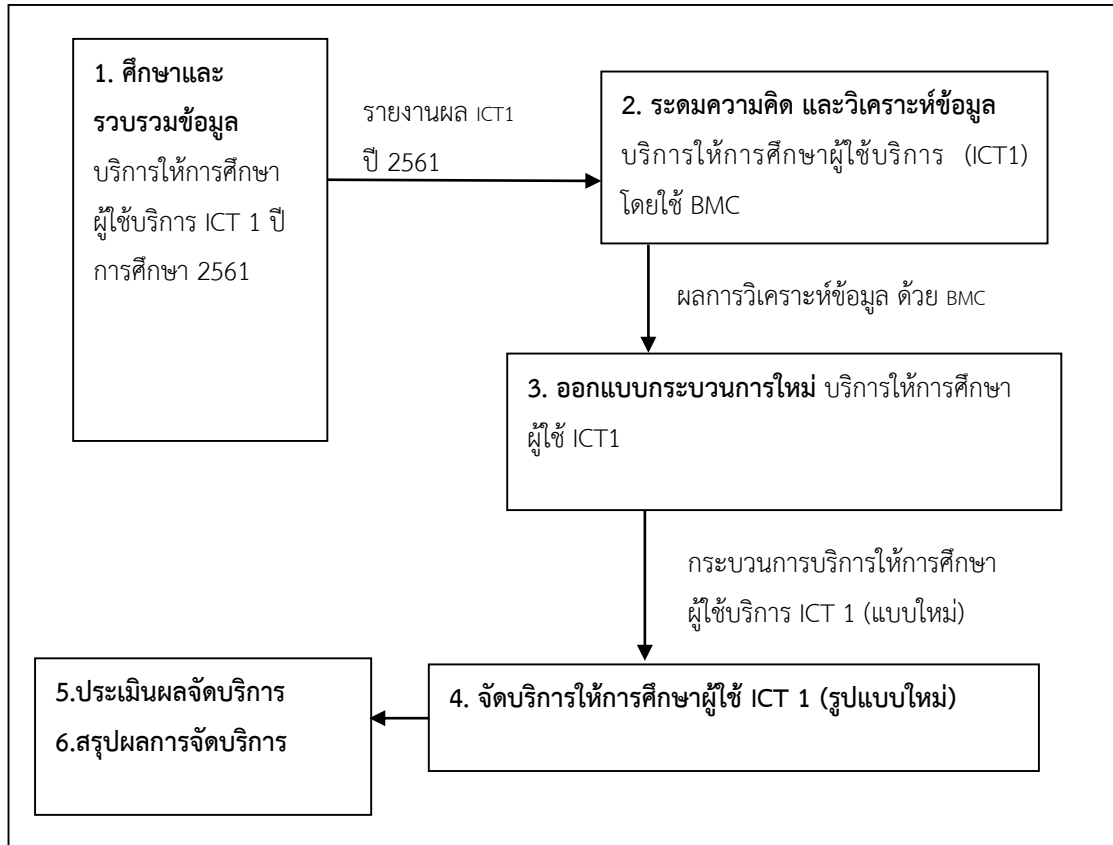 1. ศึกษาและ
รวบรวมข้อมูล
บริการให้การศึกษา
ผู้ใช้บริการ ICT 1 ปี
การศึกษา 2561
รายงานผล ICT1
ปี 2561
2. ระดมความคิด และวิเคราะห์ข้อมูล
บริการให้การศึกษาผู้ใช้บริการ (ICT1)
โดยใช้ BMC
ผลการวิเคราะห์ข้อมูล ด้วย BMC
3. ออกแบบกระบวนการใหม่ บริการให้การศึกษา
ผู้ใช้ ICT1
กระบวนการบริการให้การศึกษา
ผู้ใช้บริการ ICT 1 (แบบใหม่)
4. จัดบริการให้การศึกษาผู้ใช้ ICT 1 (รูปแบบใหม่)
5.ประเมินผลจัดบริการ
6.สรุปผลการจัดบริการ